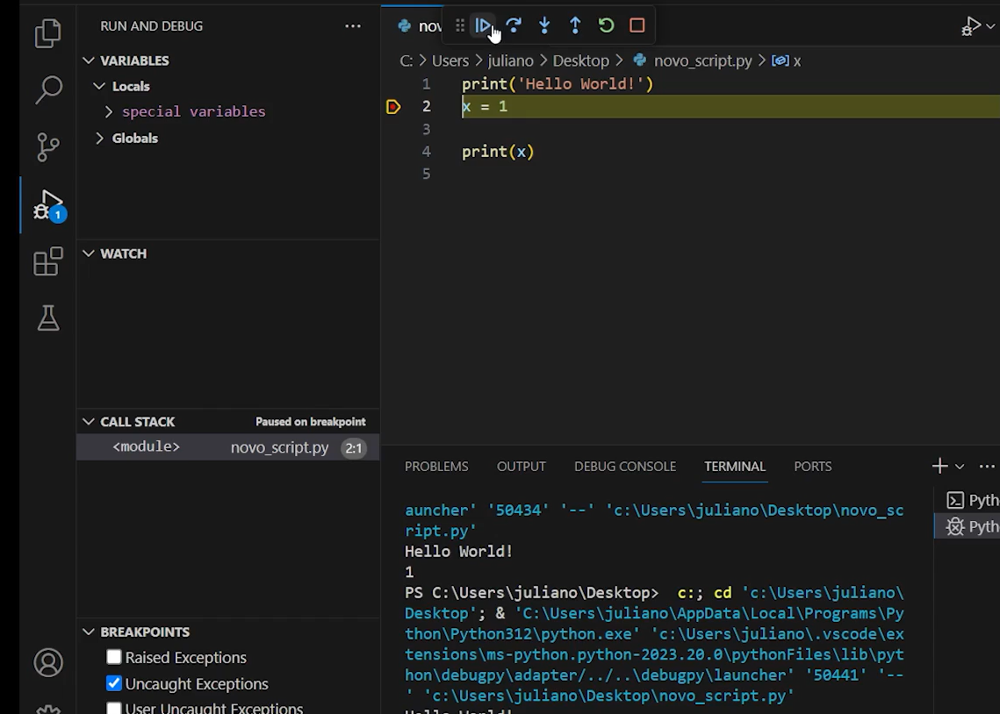 RUN AND DEBUG
VARIABLES
Locals
special variables
Globals
WATCH
CALL STACK Paused on breakpoint
<module> novo_script.py 2:1
BREAKPOINTS
Raised Exceptions
Uncaught Exceptions
User Uncaught Exceptions
1
nov
C: > Users > juliano > Desktop > novo_script.py > x
1 print('Hello World!')
2 x = 1
3
4 print(x)
5
PROBLEMS OUTPUT DEBUG CONSOLE TERMINAL PORTS
auncher' '50434' '--' 'c:\Users\juliano\Desktop\novo_sc
ript.py'
Hello World!
1
PS C:\Users\juliano\Desktop> c:; cd 'c:\Users\juliano\
Desktop'; & 'C:\Users\juliano\AppData\Local\Programs\Py
thon\Python312\python.exe' 'c:\Users\juliano\.vscode\ex
tensions\ms-python.python-2023.20.0\pythonFiles\lib\pyt
hon\debugpy\adapter/../..\debugpy\launcher' '50441' '--
' 'c:\Users\juliano\Desktop\novo_script.py'
Hello World!
Pyth
Pyth